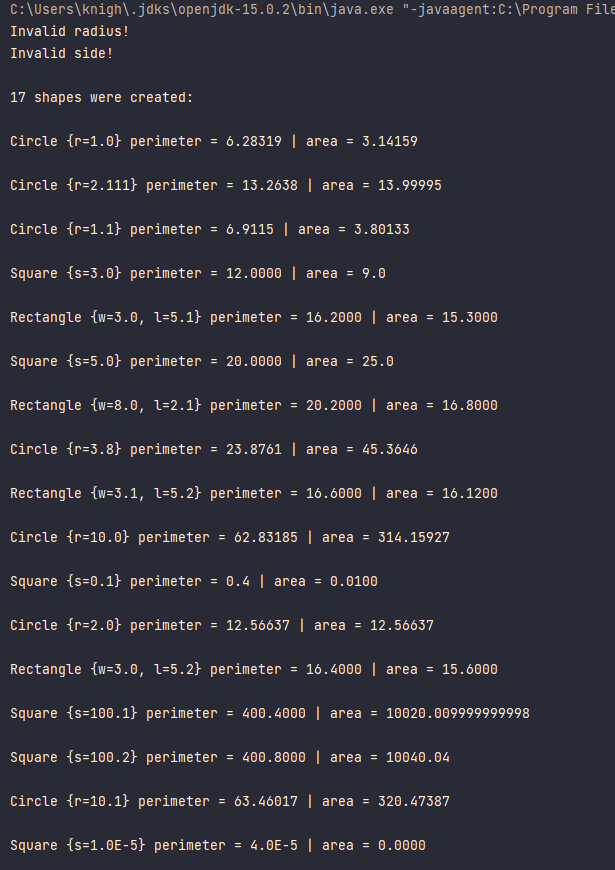 C:\Users\knigh\.jdks\openjdk-15.0.2\bin\java.exe "-javaagent:C:\Program File
Invalid radius!
Invalid side!
17 shapes were created:
Circle {r=1.0} perimeter = 6.28319 | area = 3.14159
Circle {r=2.111} perimeter = 13.2638 | area = 13.99995
Circle {r=1.1} perimeter = 6.9115 | area = 3.80133
Square {s=3.0} perimeter = 12.0000 | area = 9.0
Rectangle {w=3.0, l=5.1} perimeter = 16.2000 | area = 15.3000
Square {s=5.0} perimeter = 20.0000 | area = 25.0
Rectangle {w=8.0, l=2.1} perimeter = 20.2000 | area = 16.8000
Circle {r=3.8} perimeter = 23.8761 | area = 45.3646
Rectangle {w=3.1, l=5.2} perimeter = 16.6000 | area = 16.1200
Circle {r=10.0} perimeter = 62.83185 | area = 314.15927
Square {s=0.1} perimeter = 0.4 | area = 0.0100
Circle {r=2.0} perimeter = 12.56637 | area = 12.56637
Rectangle {w=3.0, l=5.2} perimeter = 16.4000 | area = 15.6000
Square {s=100.1} perimeter = 400.4000 | area = 10020.009999999998
Square {s=100.2} perimeter = 400.8000 | area = 10040.04
Circle {r=10.1} perimeter = 63.46017 | area = 320.47387
Square {s=1.0E-5} perimeter = 4.0E-5 | area = 0.0000